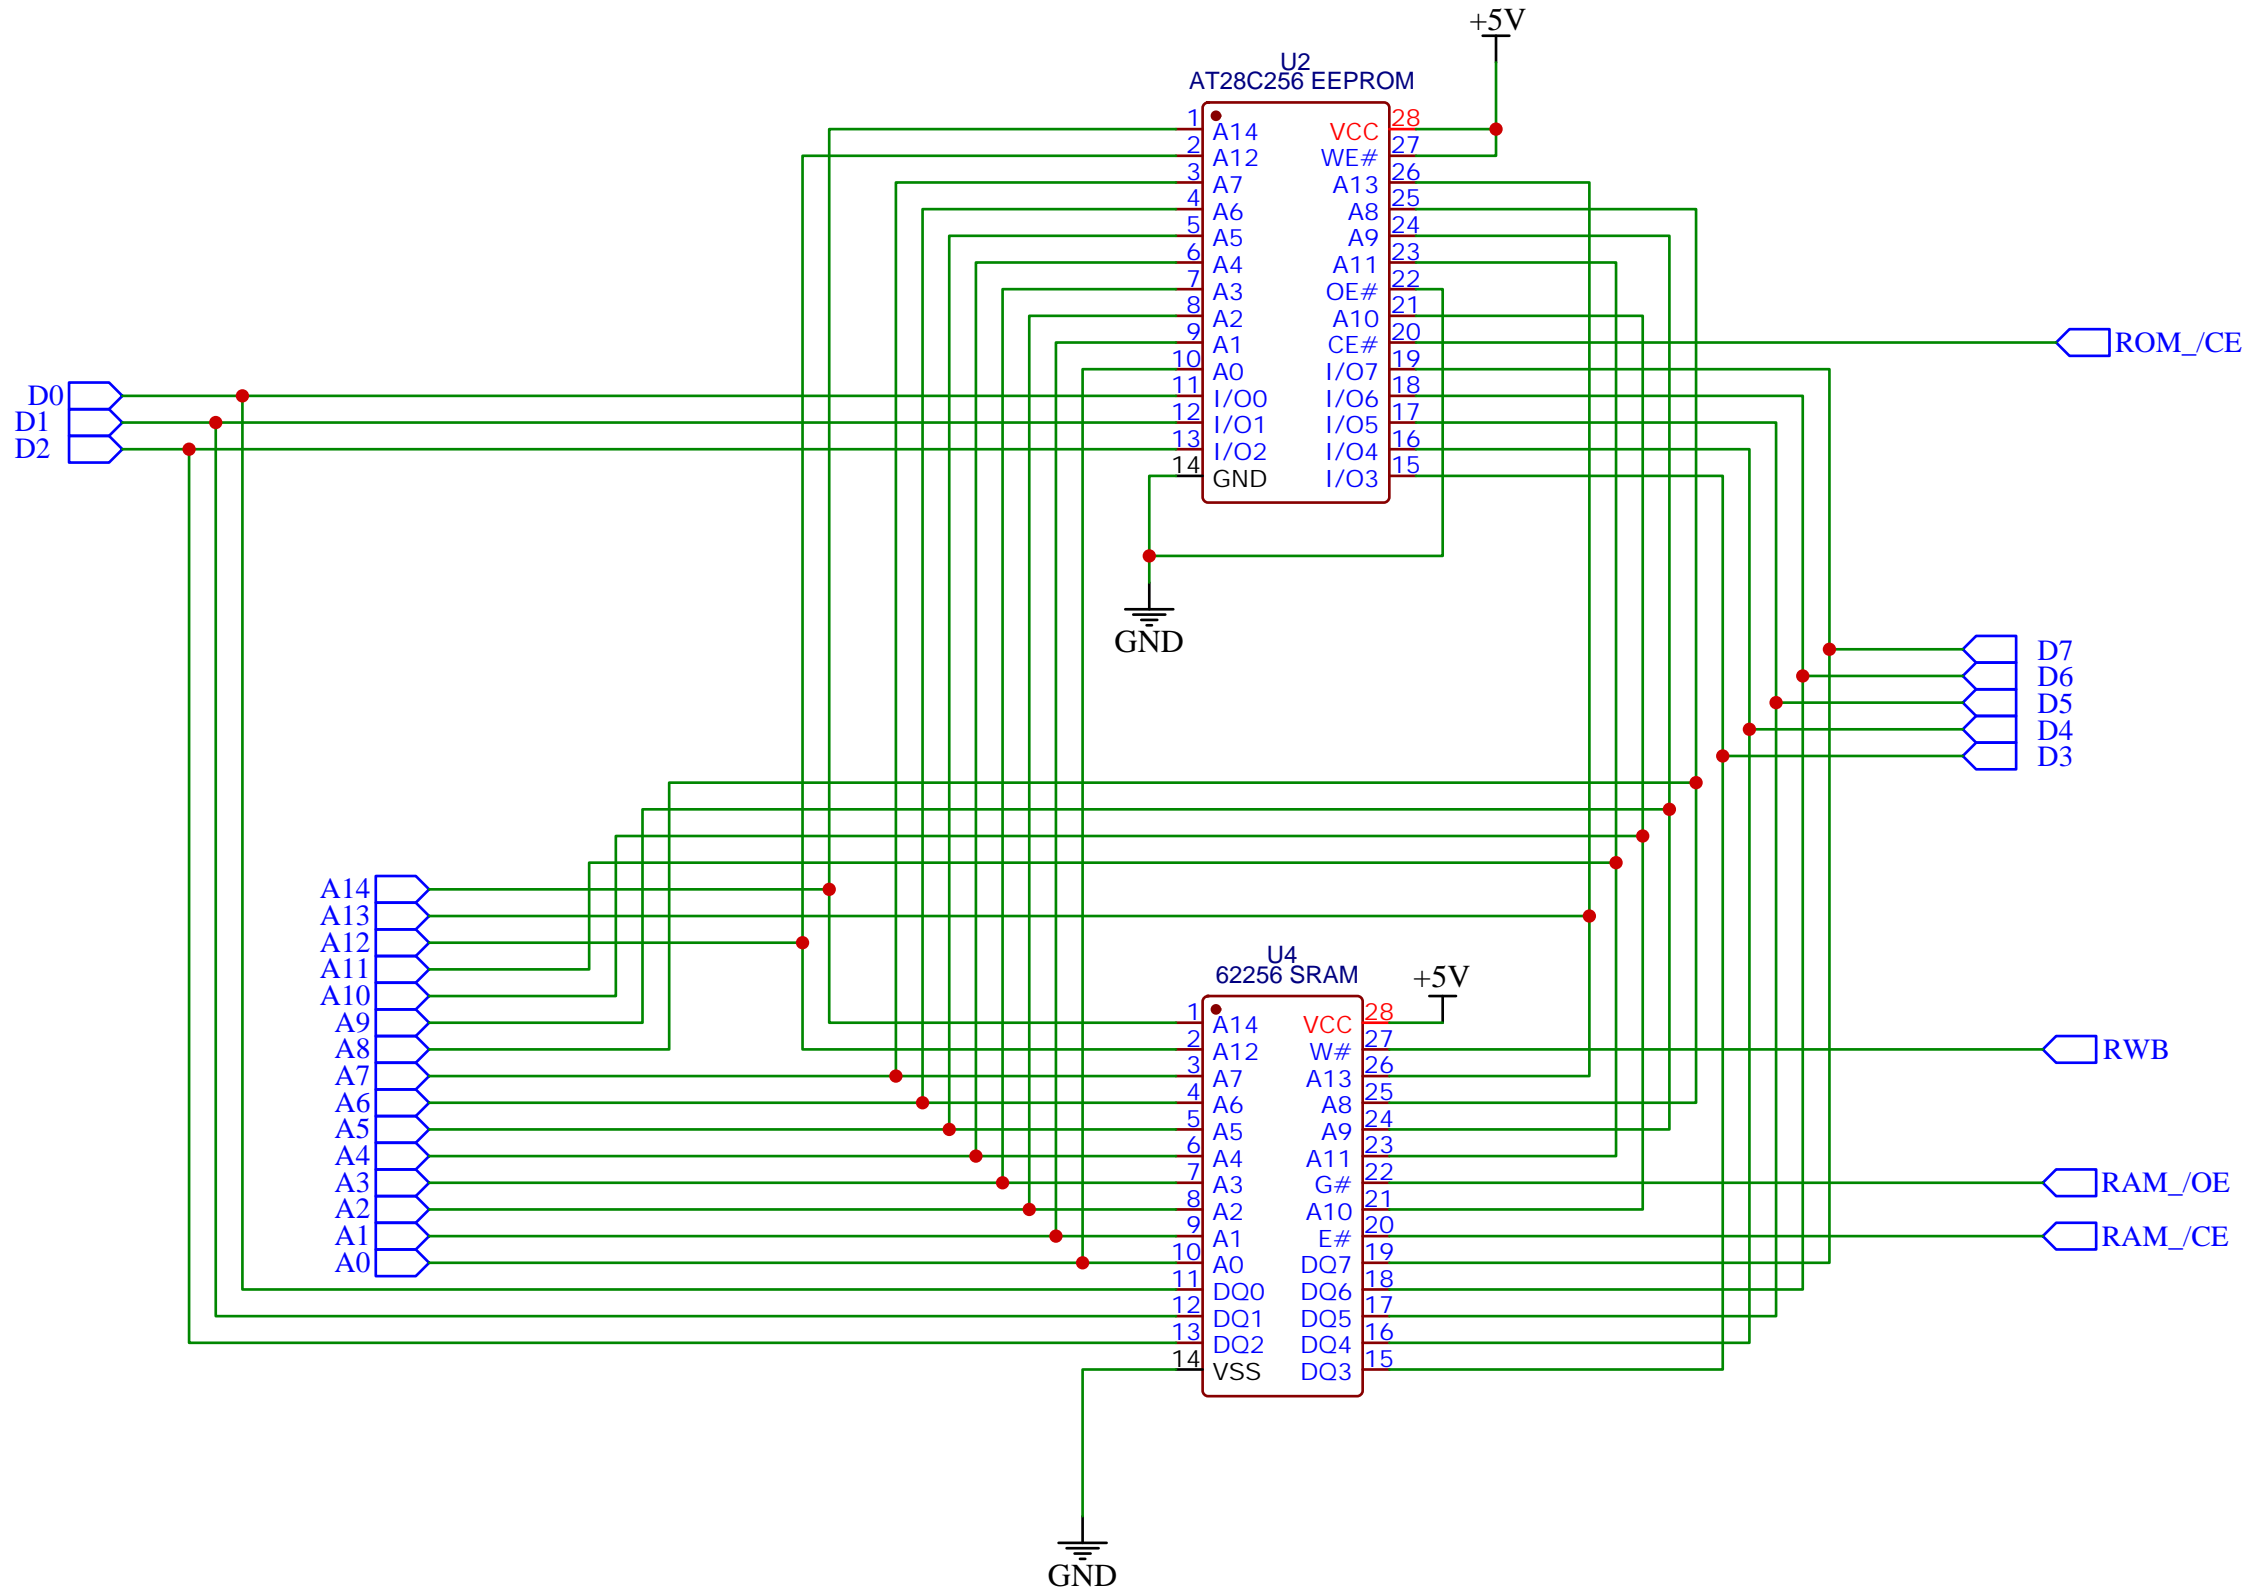 +5V
U2
AT28C256 EEPROM
1 A14 VCC 28
2 A12 WE# 27
3 A7 A13 26
4 A6 A8 25
5 A5 A9 24
6 A4 A11 23
7 A3 OE# 22
8 A2 A10 21
9 A1 CE# 20 ROM_/CE
10 A0 I/O7 19
D0 11 I/O0 I/O6 18
D1 12 I/O1 I/O5 17
D2 13 I/O2 I/O4 16
14 GND I/O3 15
GND
D7
D6
D5
D4
D3
A14
A13
A12
A11
A10
A9
A8
A7
A6
A5
A4
A3
A2
A1
A0
U4
62256 SRAM
+5V
1 A14 VCC 28
2 A12 W# 27 RWB
3 A7 A13 26
4 A6 A8 25
5 A5 A9 24
6 A4 A11 23
7 A3 G# 22 RAM_/OE
8 A2 A10 21
9 A1 E# 20 RAM_/CE
10 A0 DQ7 19
11 DQ0 DQ6 18
12 DQ1 DQ5 17
13 DQ2 DQ4 16
14 VSS DQ3 15
GND